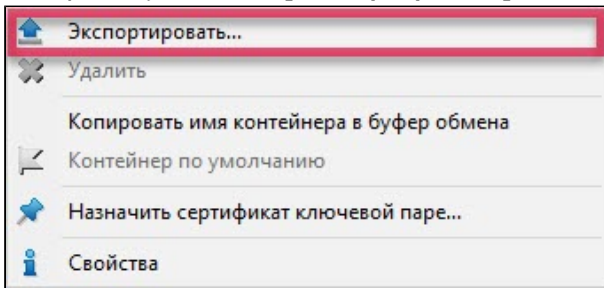 Экспортировать...
Удалить
Копировать имя контейнера в буфер обмена
Контейнер по умолчанию
Назначить сертификат ключевой паре...
Свойства